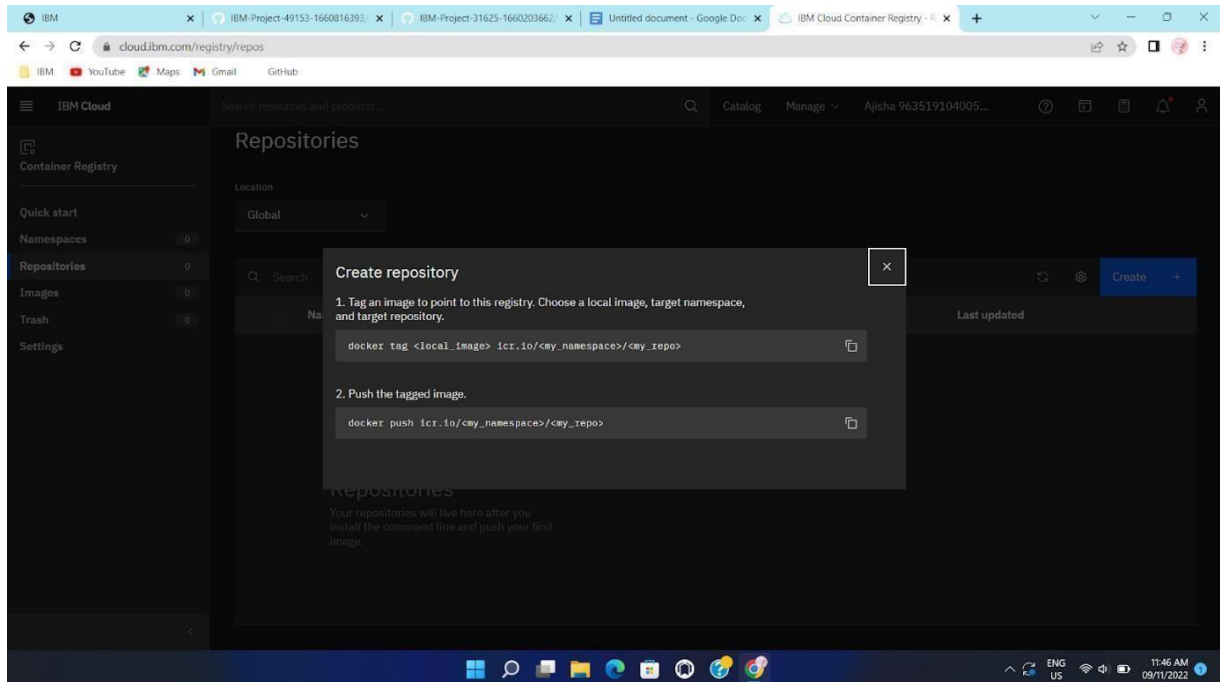 IBM
IBM-Project-49153-1660816393/
IBM-Project-31625-1660203662/
Untitled document - Google Doc
IBM Cloud Container Registry - R
cloud.ibm.com/registry/repos
IBM YouTube Maps Gmail GitHub
IBM Cloud
Search resources and products...
Catalog Manage Ajisha 963519104005...
Container Registry
Repositories
Location
Global
Quick start
Namespaces 0
Repositories 0
Images 0
Trash 0
Settings
Search
Create +
Na
Last updated
Create repository
1. Tag an image to point to this registry. Choose a local image, target namespace,
and target repository.
docker tag <local_image> icr.io/<my_namespace>/<my_repo>
2. Push the tagged image.
docker push icr.io/<my_namespace>/<my_repo>
Repositories
Your repositories will live here after you
install the command line and push your first
image.
ENG
US
11:46 AM
09/11/2022
1